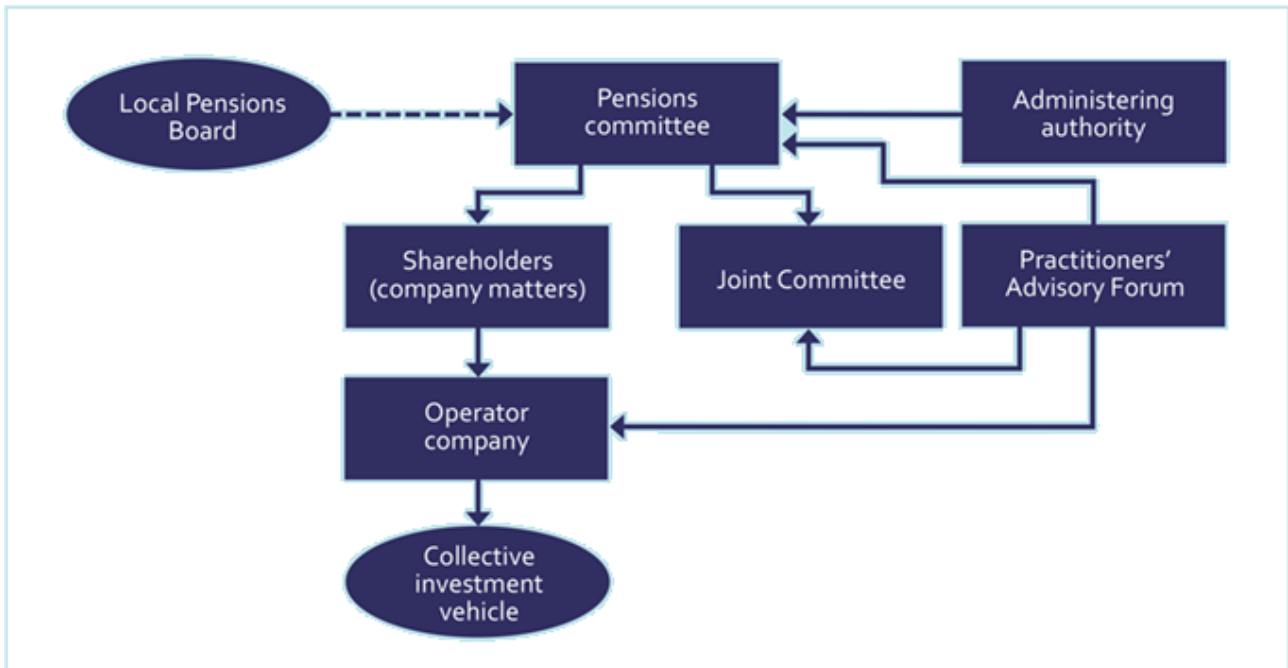 Local Pensions
Board
Pensions
committee
Administering
authority
Shareholders
(company matters)
Joint Committee
Practitioners’
Advisory Forum
Operator
company
Collective
investment
vehicle